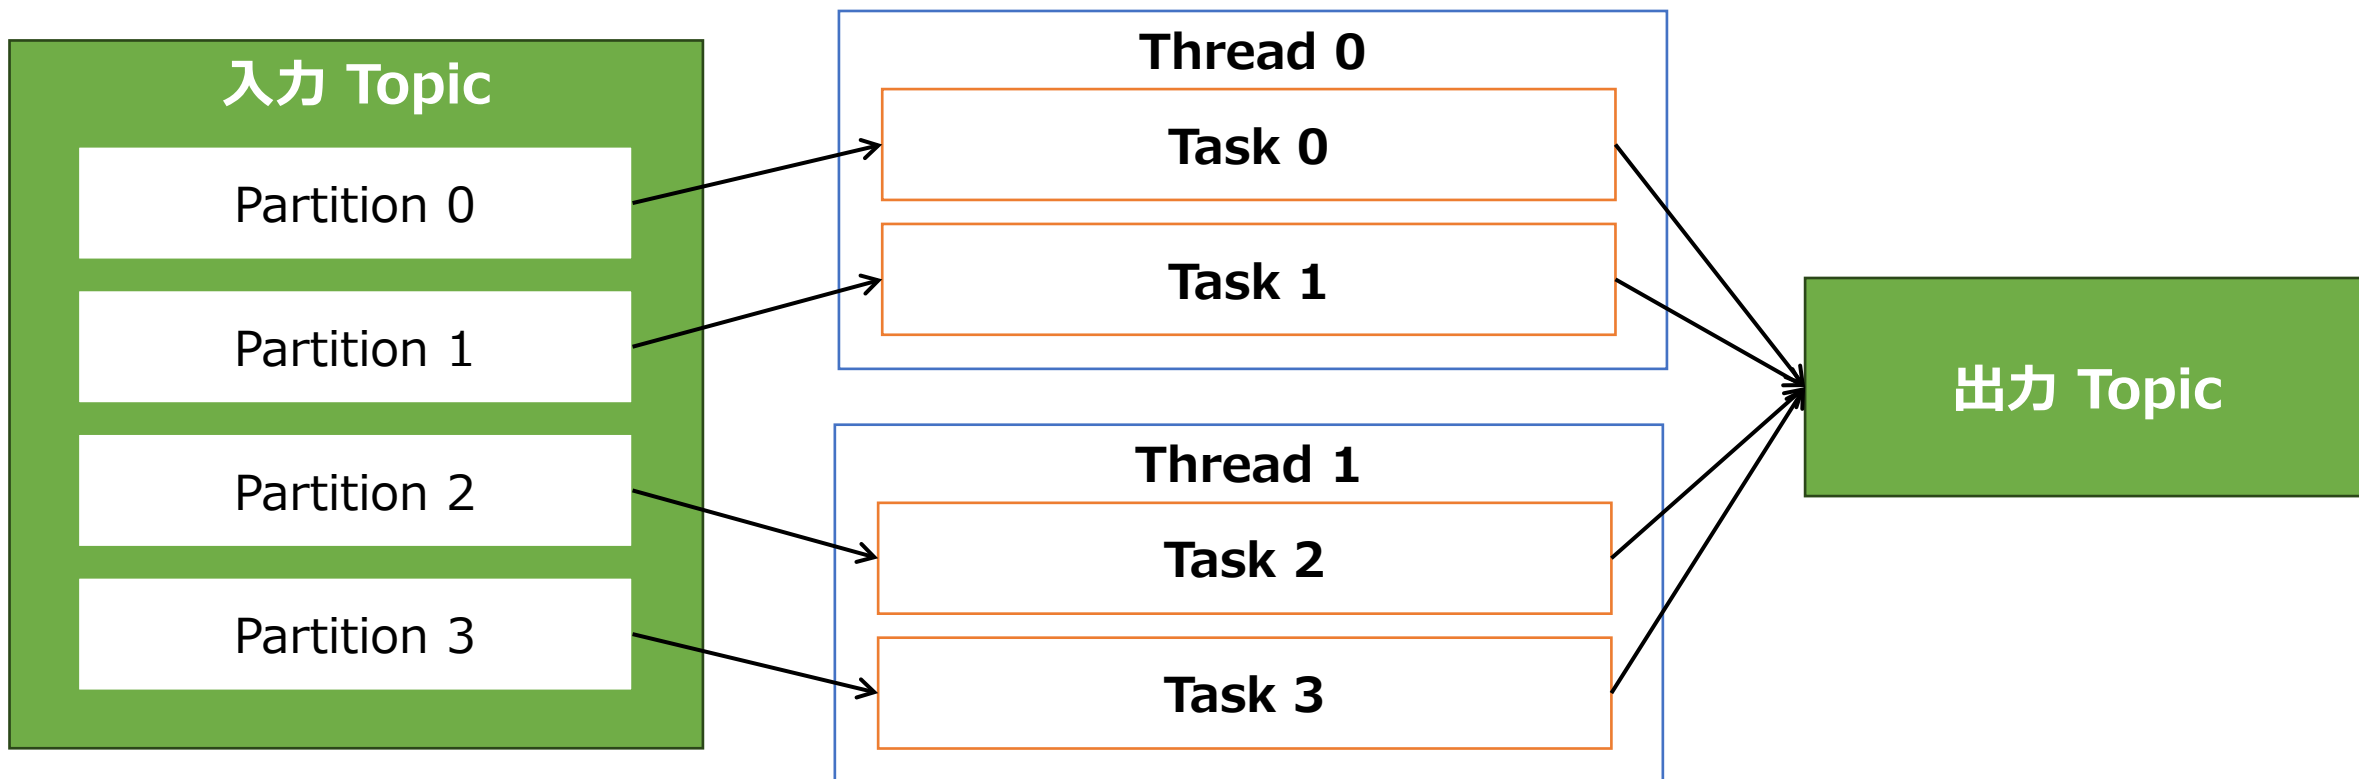 入力 Topic
Partition 0
Partition 1
Partition 2
Partition 3
Thread 0
Task 0
Task 1
Thread 1
Task 2
Task 3
出力 Topic